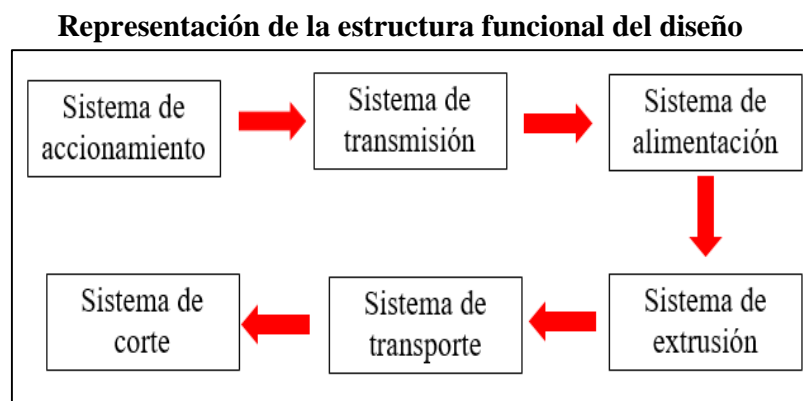 Representación de la estructura funcional del diseño
Sistema de
accionamiento
Sistema de
transmisión
Sistema de
alimentación
Sistema de
extrusión
Sistema de
transporte
Sistema de
corte